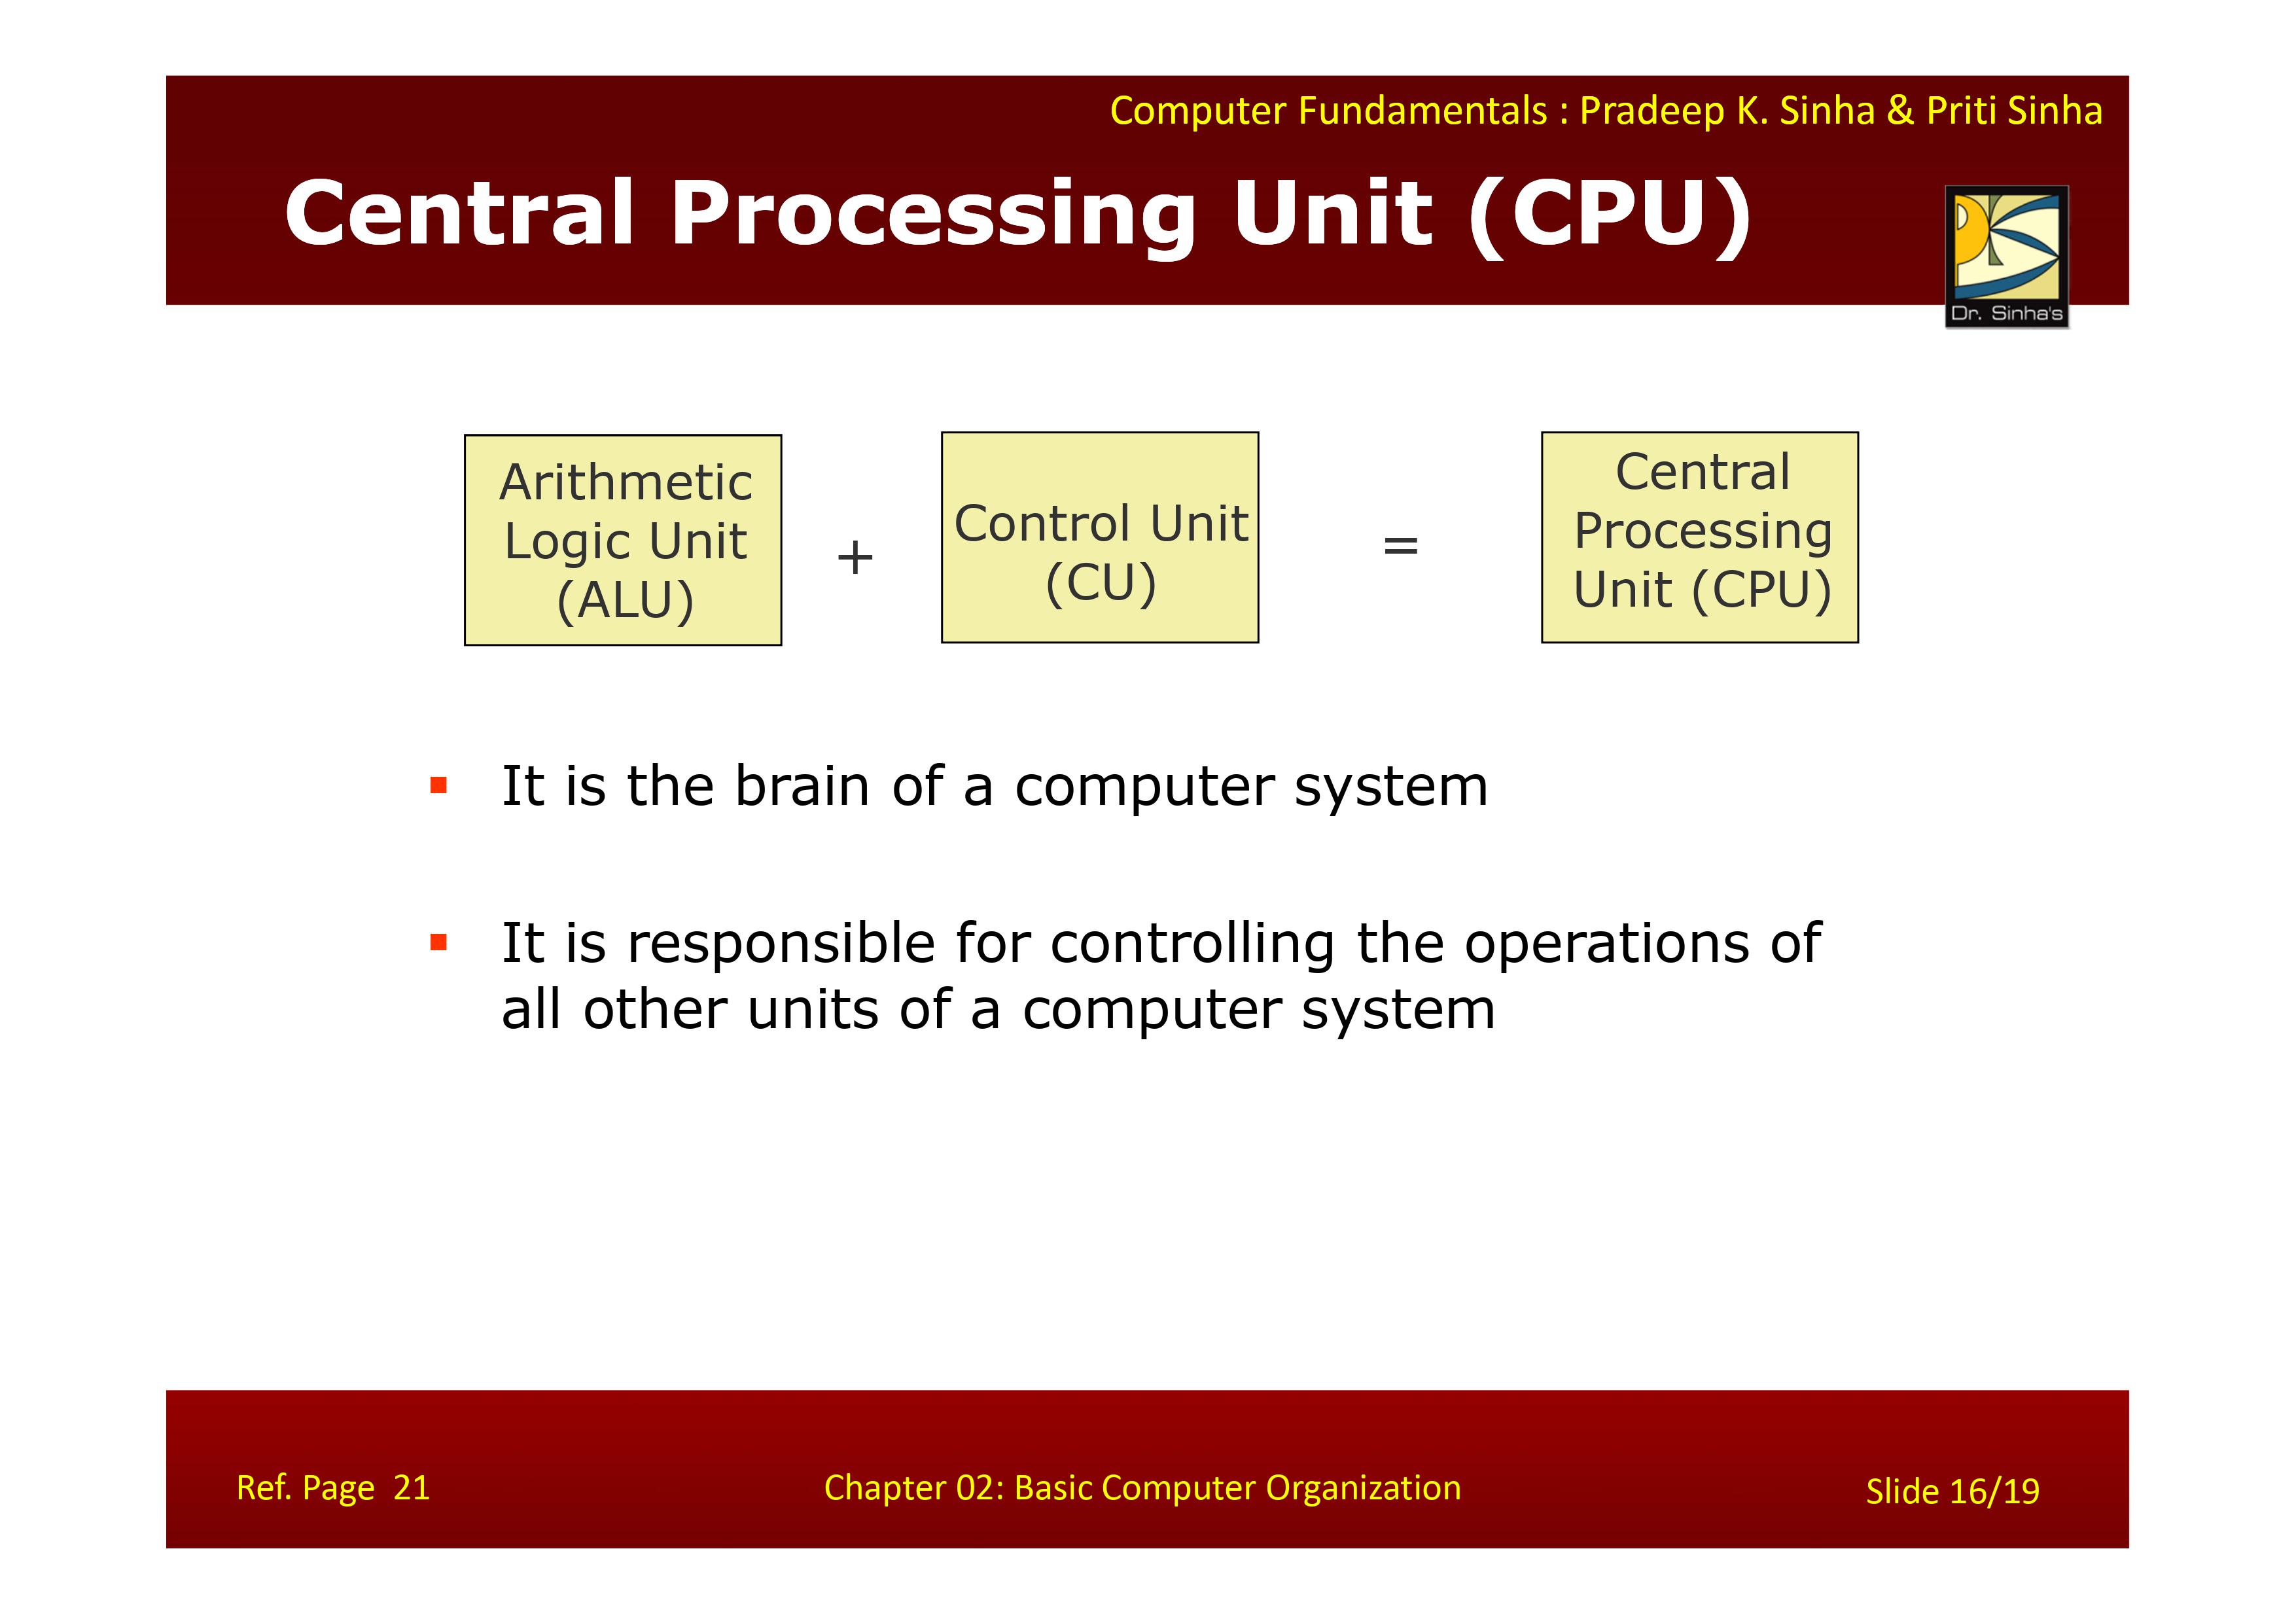 Computer Fundamentals : Pradeep K. Sinha & Priti Sinha
Central Processing Unit (CPU)
Dr. Sinha's
Arithmetic
Logic Unit
(ALU)
+
Control Unit
(CU)
=
Central
Processing
Unit (CPU)
▪ It is the brain of a computer system
▪ It is responsible for controlling the operations of
all other units of a computer system
Ref. Page 21
Chapter 02: Basic Computer Organization
Slide 16/19